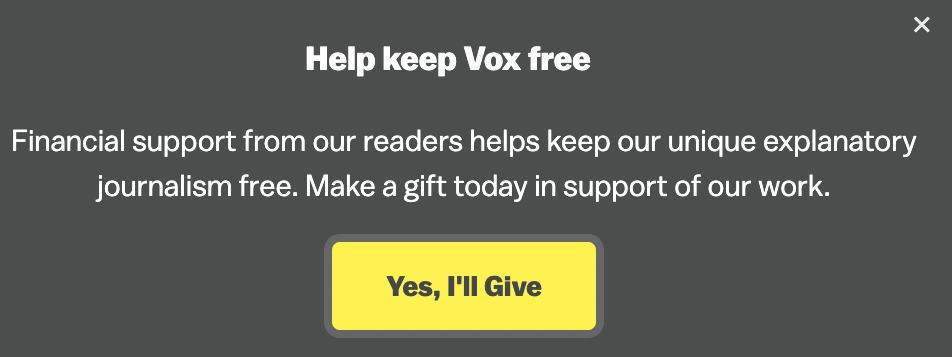 Help keep Vox free
Financial support from our readers helps keep our unique explanatory
journalism free. Make a gift today in support of our work.
Yes, I'll Give